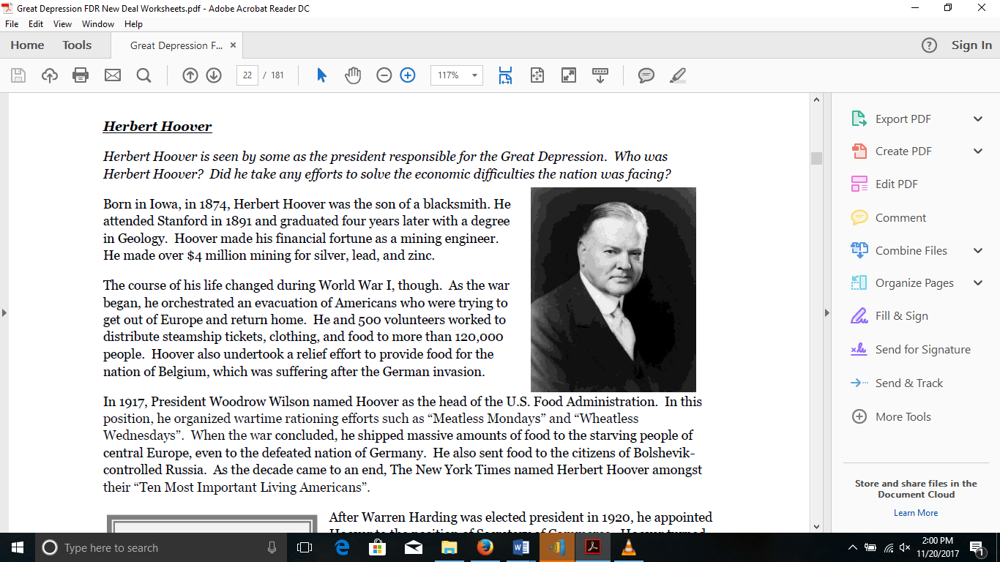 Great Depression FDR New Deal Worksheets.pdf - Adobe Acrobat Reader DC
File Edit View Window Help
Home Tools Great Depression F... × Sign In
22 / 181 117%
Herbert Hoover
Herbert Hoover is seen by some as the president responsible for the Great Depression. Who was
Herbert Hoover? Did he take any efforts to solve the economic difficulties the nation was facing?
Born in Iowa, in 1874, Herbert Hoover was the son of a blacksmith. He
attended Stanford in 1891 and graduated four years later with a degree
in Geology. Hoover made his financial fortune as a mining engineer.
He made over $4 million mining for silver, lead, and zinc.
The course of his life changed during World War I, though. As the war
began, he orchestrated an evacuation of Americans who were trying to
get out of Europe and return home. He and 500 volunteers worked to
distribute steamship tickets, clothing, and food to more than 120,000
people. Hoover also undertook a relief effort to provide food for the
nation of Belgium, which was suffering after the German invasion.
In 1917, President Woodrow Wilson named Hoover as the head of the U.S. Food Administration. In this
position, he organized wartime rationing efforts such as “Meatless Mondays” and “Wheatless
Wednesdays”. When the war concluded, he shipped massive amounts of food to the starving people of
central Europe, even to the defeated nation of Germany. He also sent food to the citizens of Bolshevik-
controlled Russia. As the decade came to an end, The New York Times named Herbert Hoover amongst
their “Ten Most Important Living Americans”.
After Warren Harding was elected president in 1920, he appointed
Hoover to the position of Secretary of Commerce. Hoover turned
Export PDF
Create PDF
Edit PDF
Comment
Combine Files
Organize Pages
Fill & Sign
Send for Signature
Send & Track
More Tools
Store and share files in the
Document Cloud
Learn More
Type here to search
2:00 PM
11/20/2017
1